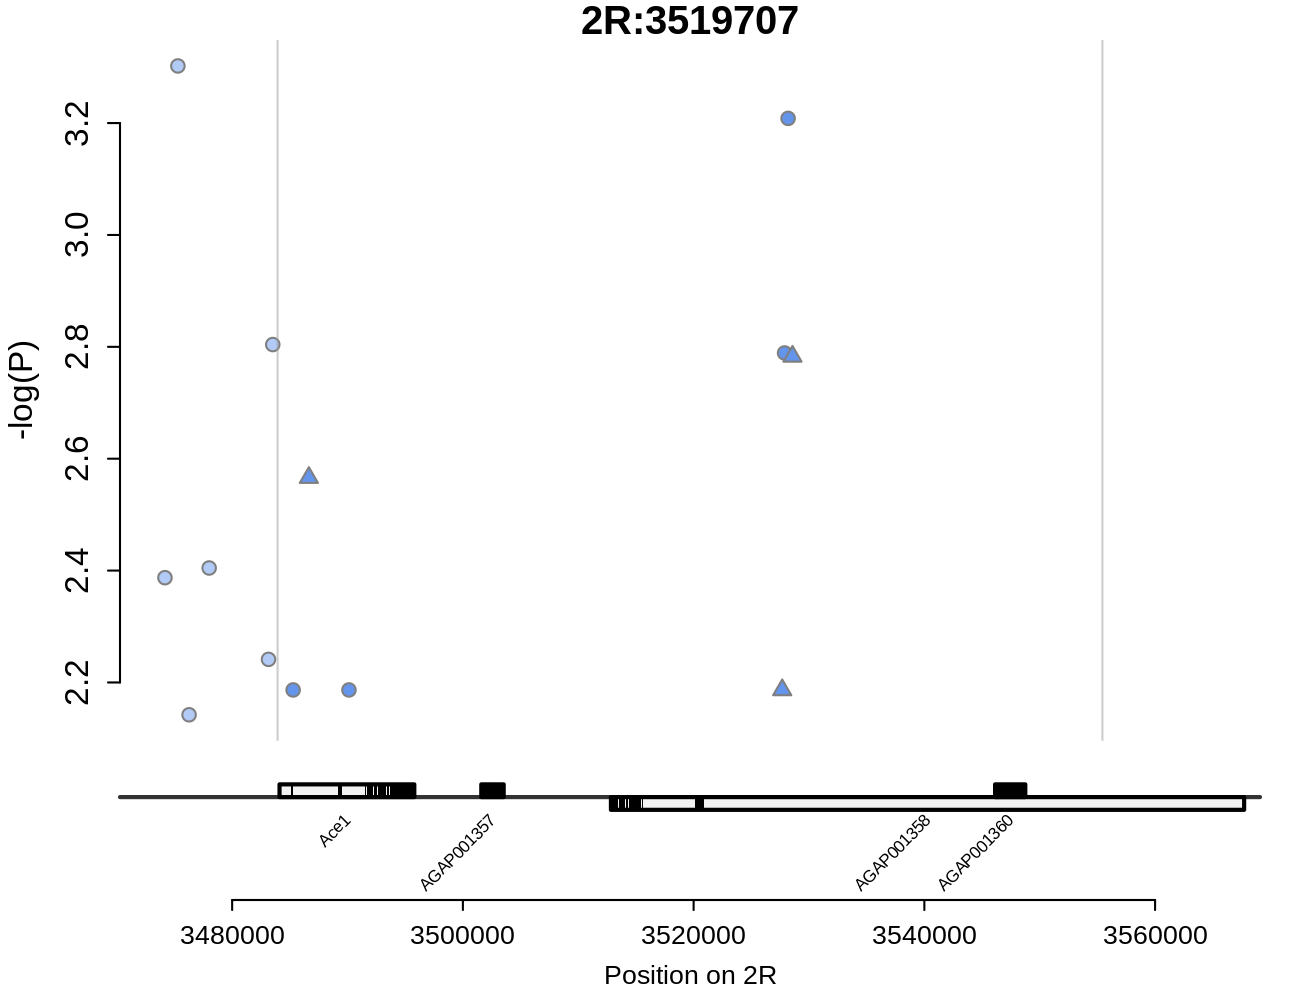 2R:3519707
-log(P)
3.2
3.0
2.8
2.6
2.4
2.2
Ace1
AGAP001357
AGAP001358
AGAP001360
3480000 3500000 3520000 3540000 3560000
Position on 2R